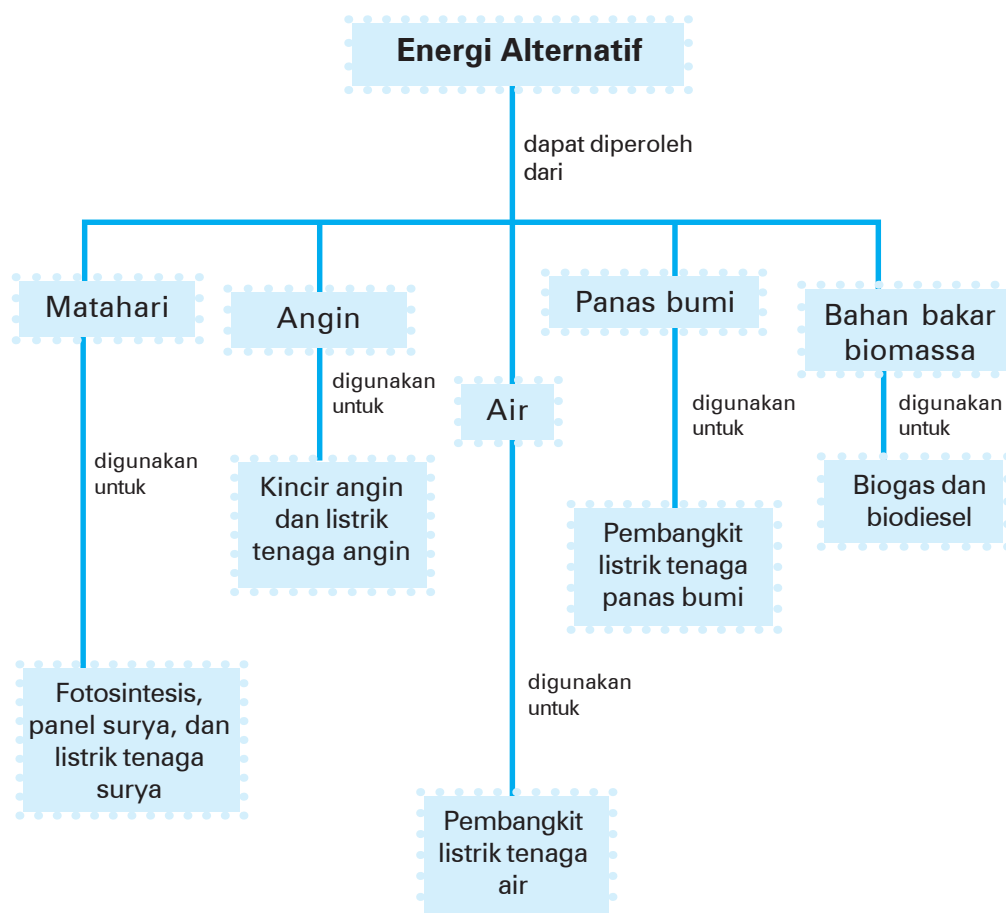 Energi Alternatif
dapat diperoleh
dari
Matahari
digunakan
untuk
Fotosintesis,
panel surya, dan
listrik tenaga
surya
Angin
digunakan
untuk
Kincir angin
dan listrik
tenaga angin
Air
digunakan
untuk
Pembangkit
listrik tenaga
air
Panas bumi
digunakan
untuk
Pembangkit
listrik tenaga
panas bumi
Bahan bakar
biomassa
digunakan
untuk
Biogas dan
biodiesel